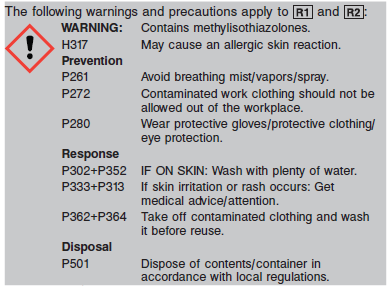 The following warnings and precautions apply to R1 and R2:
WARNING: Contains methylisothiazolones.
H317 May cause an allergic skin reaction.
Prevention
P261 Avoid breathing mist/vapors/spray.
P272 Contaminated work clothing should not be
allowed out of the workplace.
P280 Wear protective gloves/protective clothing/
eye protection.
Response
P302+P352 IF ON SKIN: Wash with plenty of water.
P333+P313 If skin irritation or rash occurs: Get
medical advice/attention.
P362+P364 Take off contaminated clothing and wash
it before reuse.
Disposal
P501 Dispose of contents/container in
accordance with local regulations.